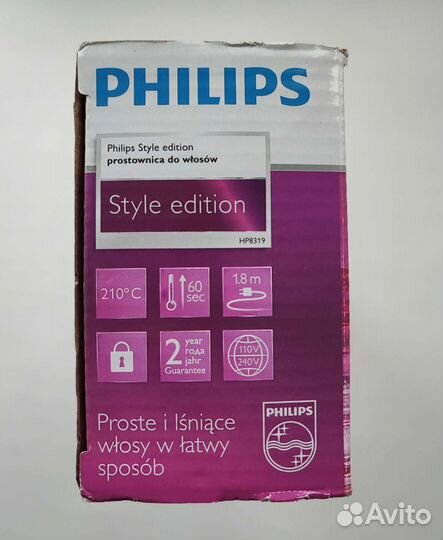 PHILIPS
Philips Style edition
prostownica do włosów
Style edition
HP8319
210°C
60
sec
1.8 m
2 year
года
jahr
Guarantee
110V
240V
Proste i lśniące
włosy w łatwy
sposób
PHILIPS
Avito